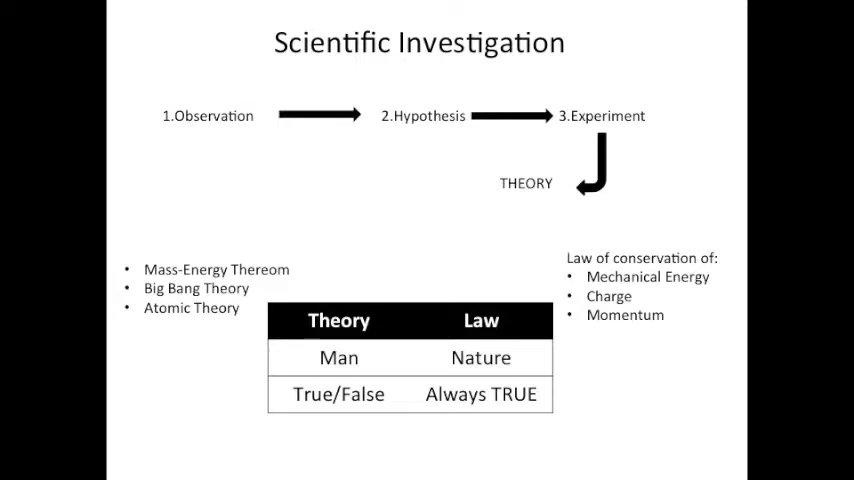 Scientific Investigation
1.Observation
2.Hypothesis
3.Experiment
THEORY
• Mass-Energy Thereom
• Big Bang Theory
• Atomic Theory
Law of conservation of:
• Mechanical Energy
• Charge
• Momentum
Theory Law
Man Nature
True/False Always TRUE